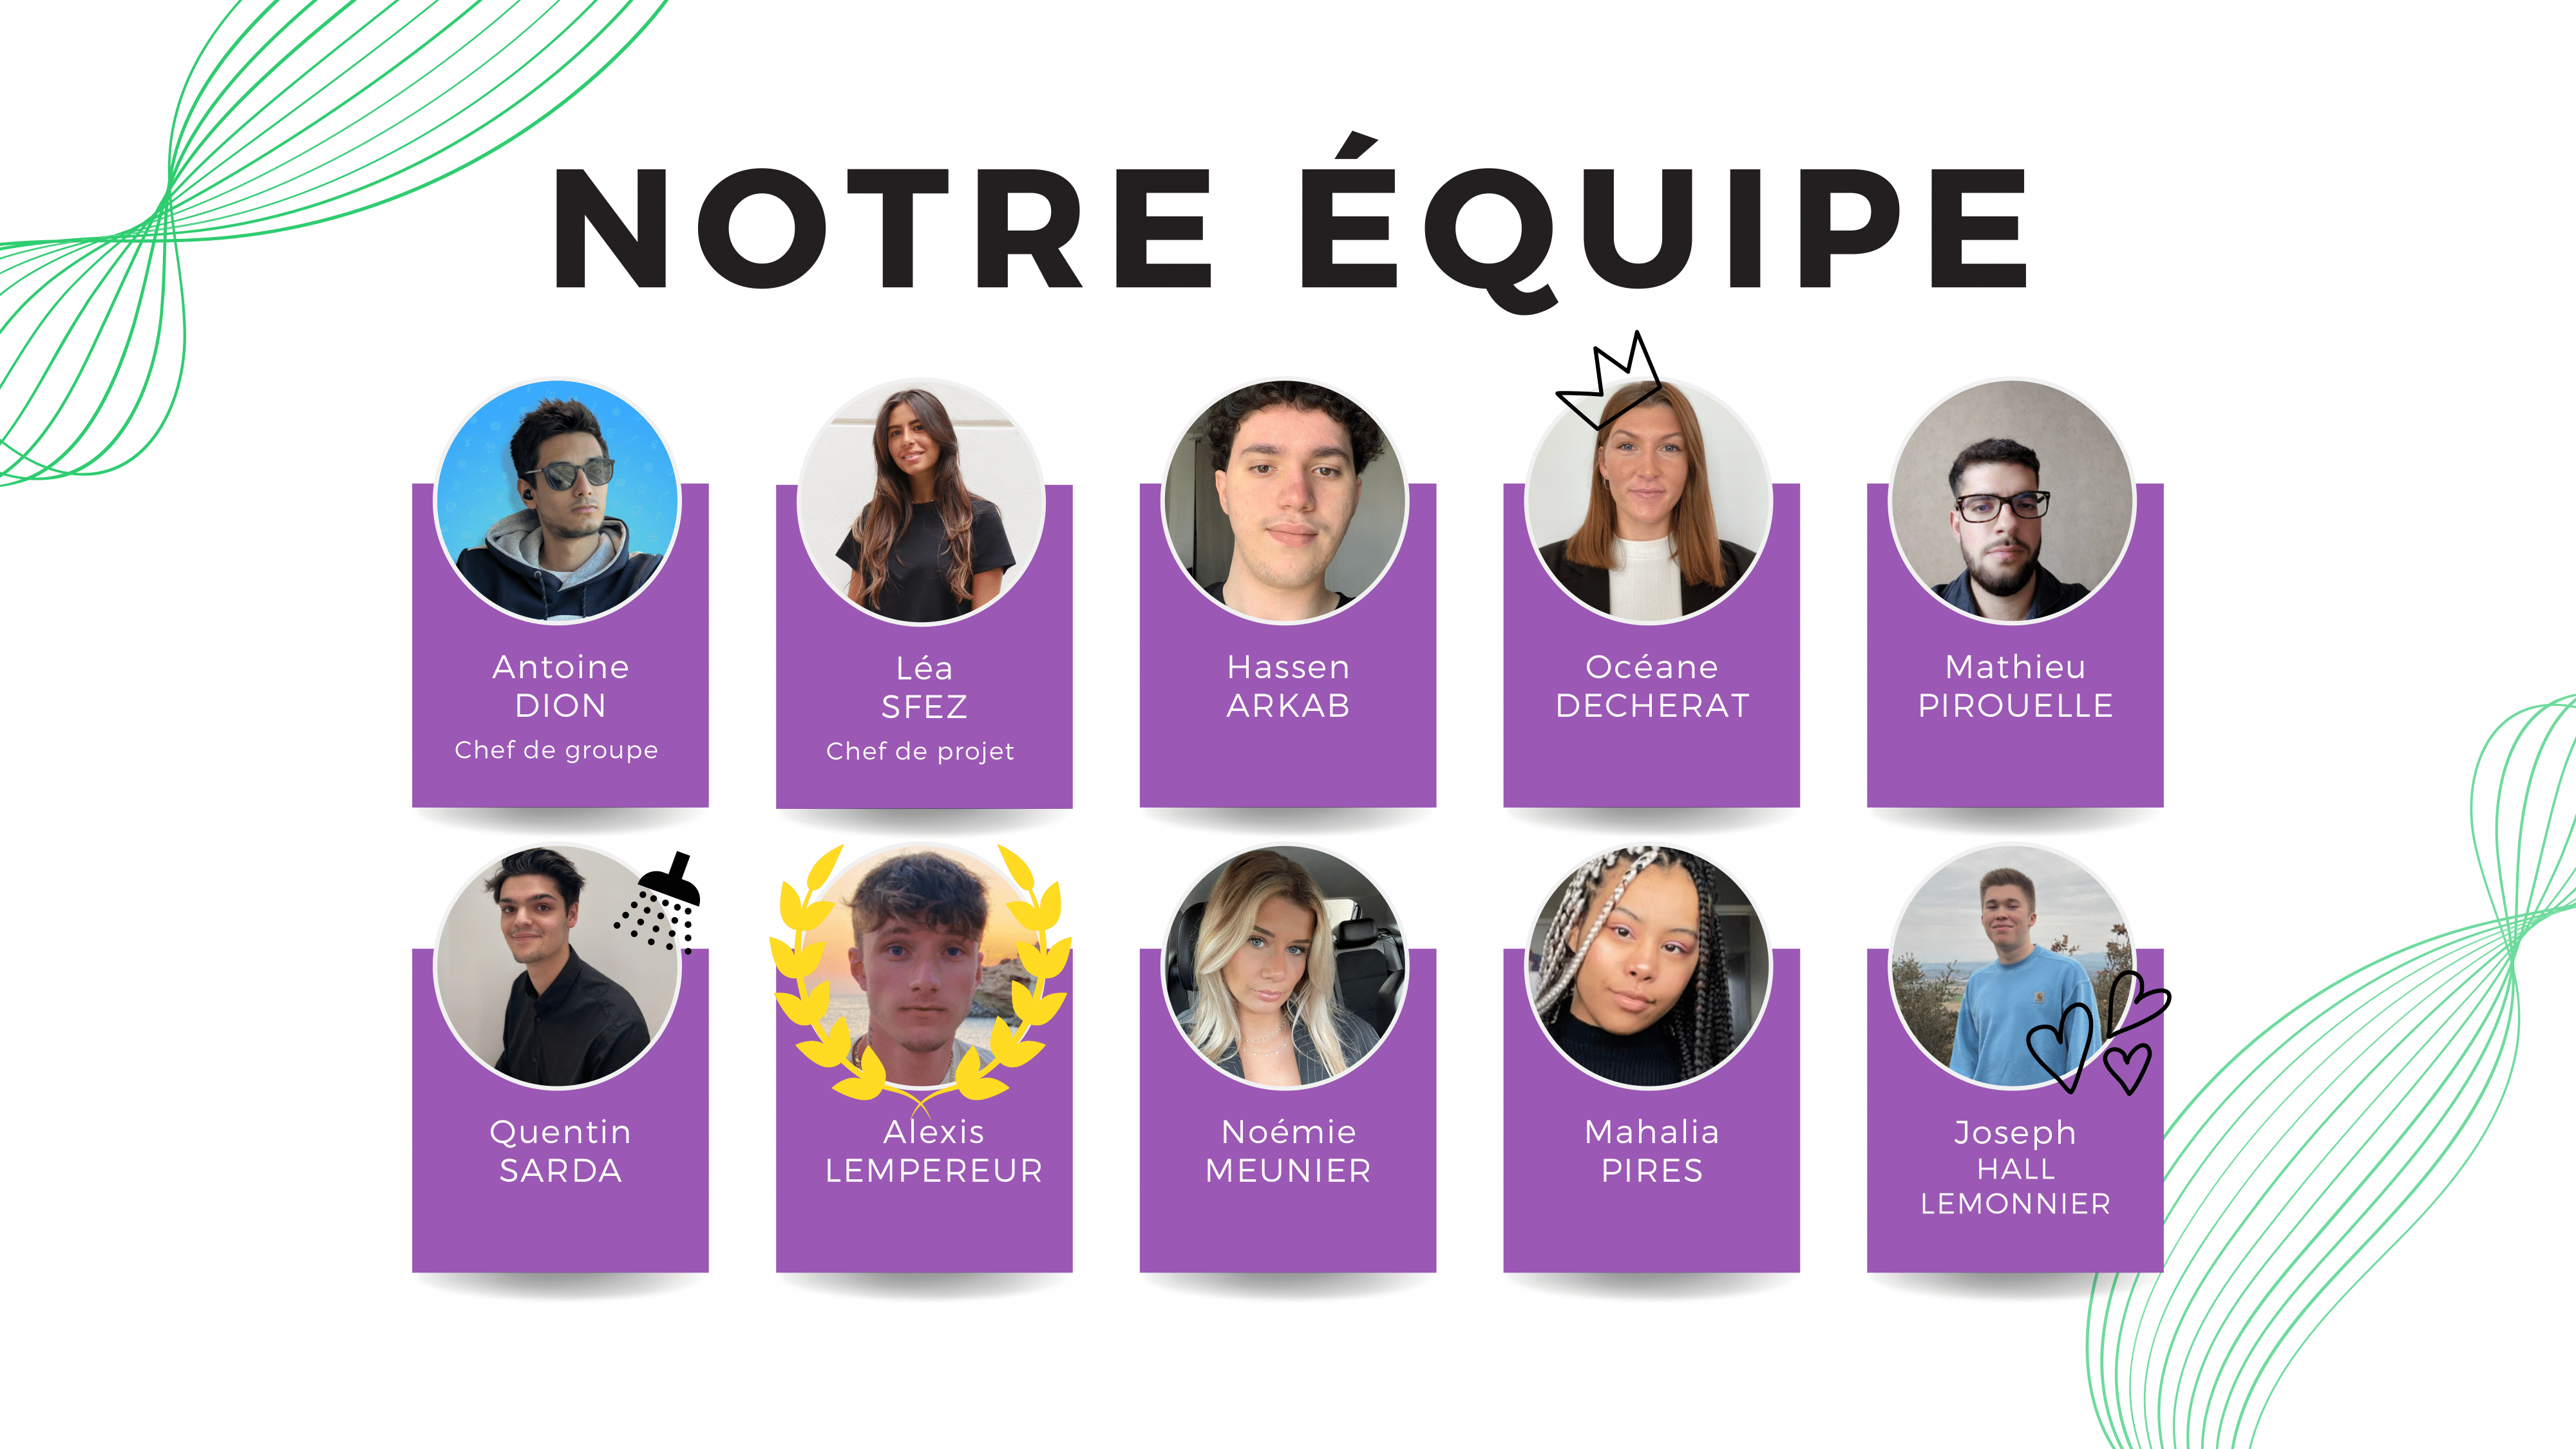 NOTRE ÉQUIPE
Antoine
DION
Chef de groupe
Léa
SFEZ
Chef de projet
Hassen
ARKAB
Océane
DECHERAT
Mathieu
PIROUELLE
Quentin
SARDA
Alexis
LEMPEREUR
Noémie
MEUNIER
Mahalia
PIRES
Joseph
HALL
LEMONNIER